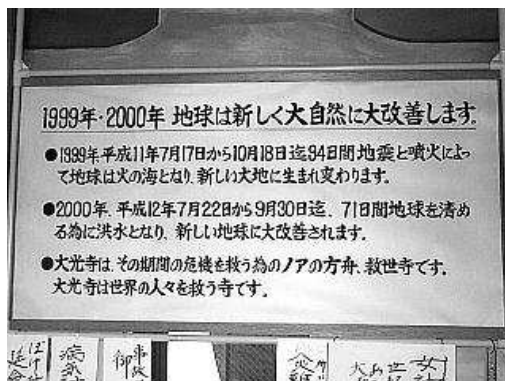 1999年・2000年 地球は新しく大自然に大改善します。
●1999年平成11年7月17日から10月18日迄94日間地震と噴火によっ
て地球は火の海となり、新しい大地に生まれ変わります。
●2000年、平成12年7月22日から9月30日迄、71日間地球を清め
る為に洪水となり、新しい地球に大改善されます。
●大光寺は、その期間の危機を救う為のノアの方舟、救世寺です。
大光寺は世界の人々を救う寺です。